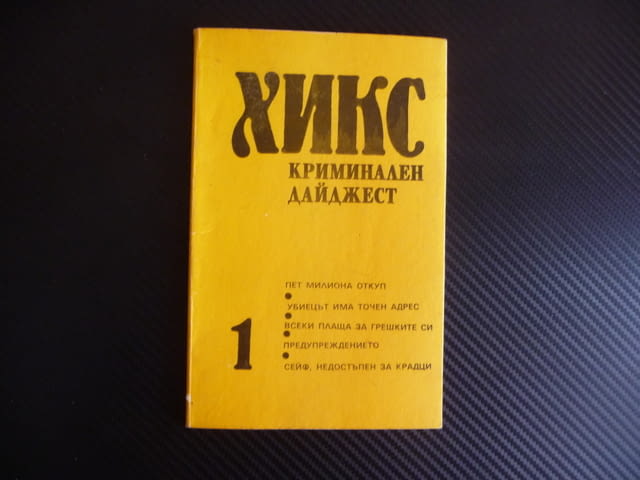 ХИКС
КРИМИНАЛЕН
ДАЙДЖЕСТ
ПЕТ МИЛИОНА ОТКУП
УБИЕЦЪТ ИМА ТОЧЕН АДРЕС
ВСЕКИ ПЛАЩА ЗА ГРЕШКИТЕ СИ
ПРЕДУПРЕЖДЕНИЕТО
СЕЙФ, НЕДОСТЪПЕН ЗА КРАДЦИ
1